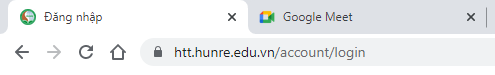 Đăng nhập
Google Meet
htt.hunre.edu.vn/account/login